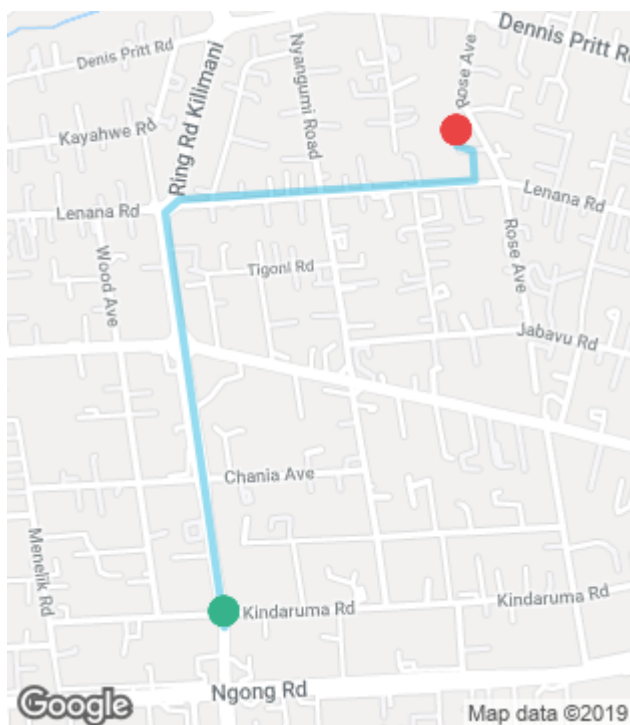 Dennis Pritt Rd
Denis Pritt Rd
Rose Ave
Nyangumi Road
Ring Rd Kilimani
Kayahwe Rd
Lenana Rd
Lenana Rd
Wood Ave
Rose Ave
Tigoni Rd
Jabavu Rd
Chania Ave
Menelik Rd
Kindaruma Rd
Kindaruma Rd
Ngong Rd
Google
Map data ©2019